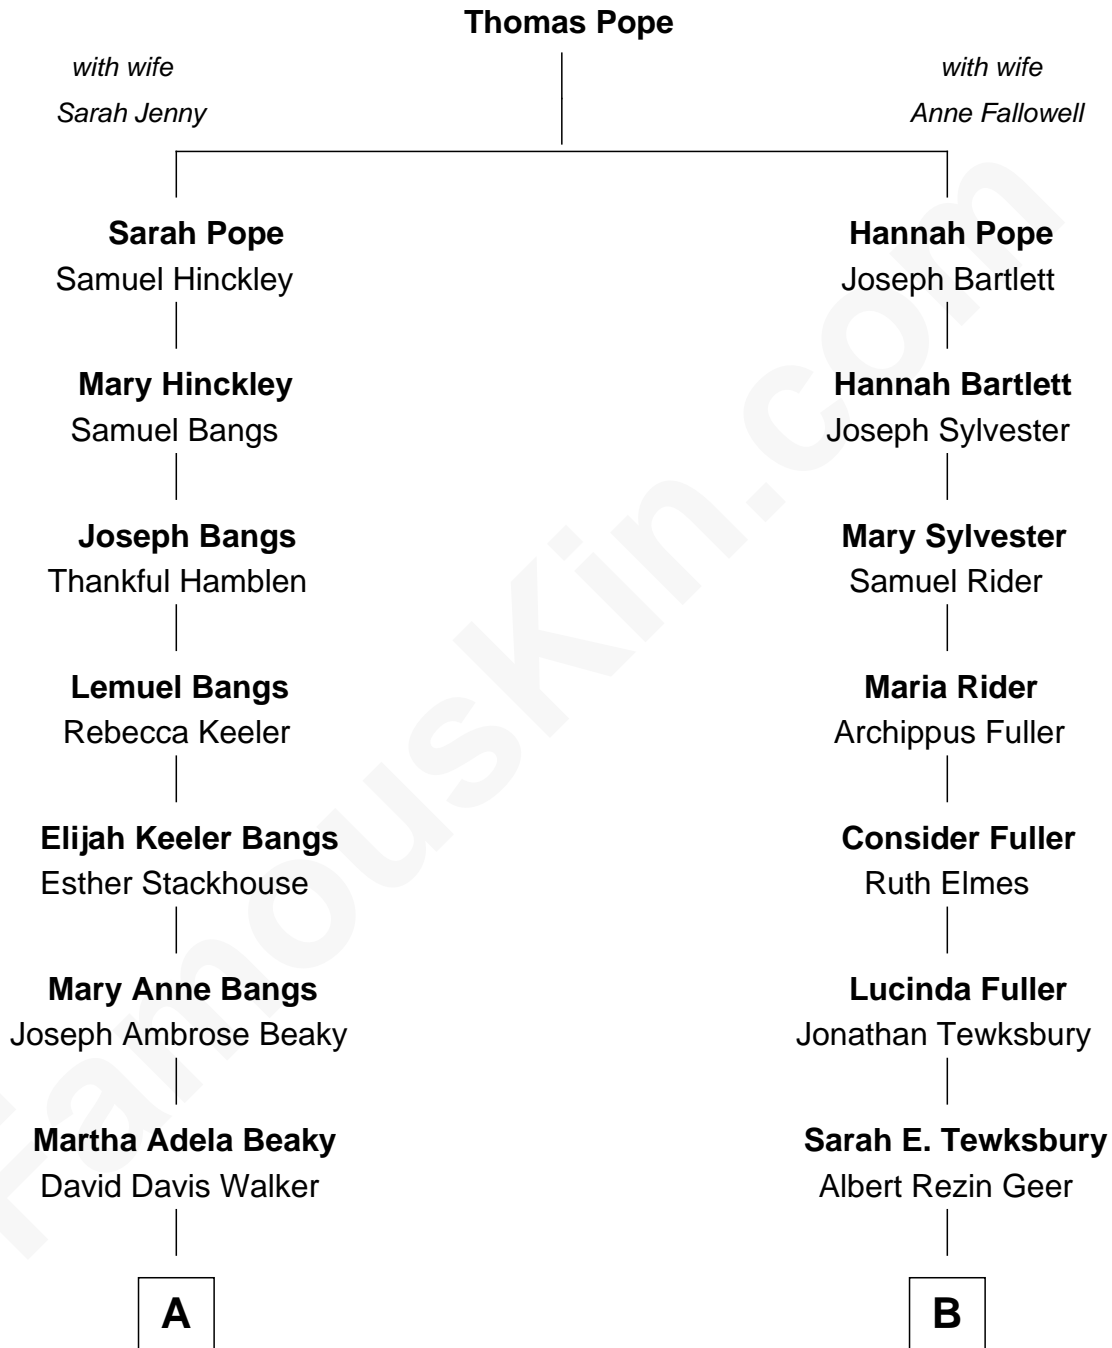 Thomas Pope
with wife
Sarah Jenny
with wife
Anne Fallowell
Sarah Pope
Samuel Hinckley
Hannah Pope
Joseph Bartlett
Mary Hinckley
Samuel Bangs
Hannah Bartlett
Joseph Sylvester
Joseph Bangs
Thankful Hamblen
Mary Sylvester
Samuel Rider
Lemuel Bangs
Rebecca Keeler
Maria Rider
Archippus Fuller
Elijah Keeler Bangs
Esther Stackhouse
Consider Fuller
Ruth Elmes
Mary Anne Bangs
Joseph Ambrose Beaky
Lucinda Fuller
Jonathan Tewksbury
Martha Adela Beaky
David Davis Walker
Sarah E. Tewksbury
Albert Rezin Geer
A
B
FamousKin.com